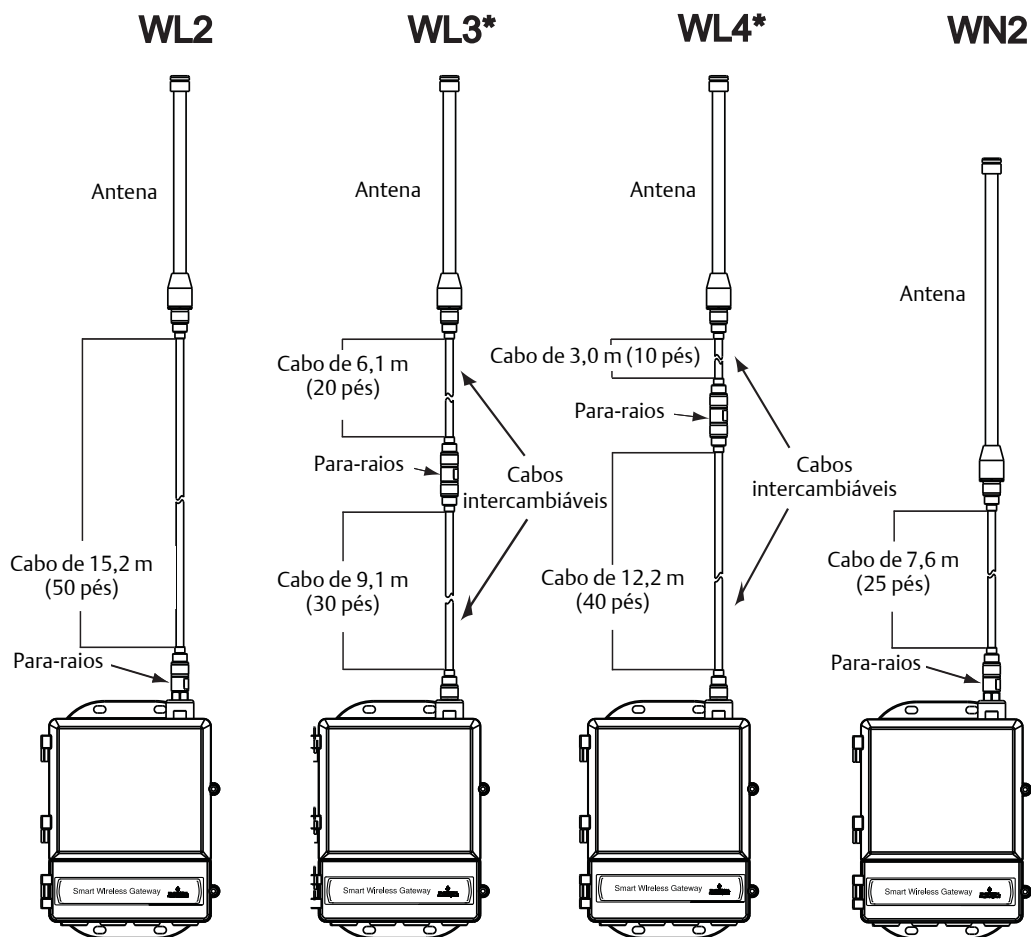 WL2
WL3*
WL4*
WN2
Antena
Antena
Antena
Antena
Cabo de 6,1 m
(20 pés)
Cabo de 3,0 m (10 pés)
Para-raios
Para-raios
Cabos
intercambiáveis
Cabos
intercambiáveis
Cabo de 15,2 m
(50 pés)
Cabo de 9,1 m
(30 pés)
Cabo de 12,2 m
(40 pés)
Cabo de 7,6 m
(25 pés)
Para-raios
Para-raios
Smart Wireless Gateway
Smart Wireless Gateway
Smart Wireless Gateway
Smart Wireless Gateway